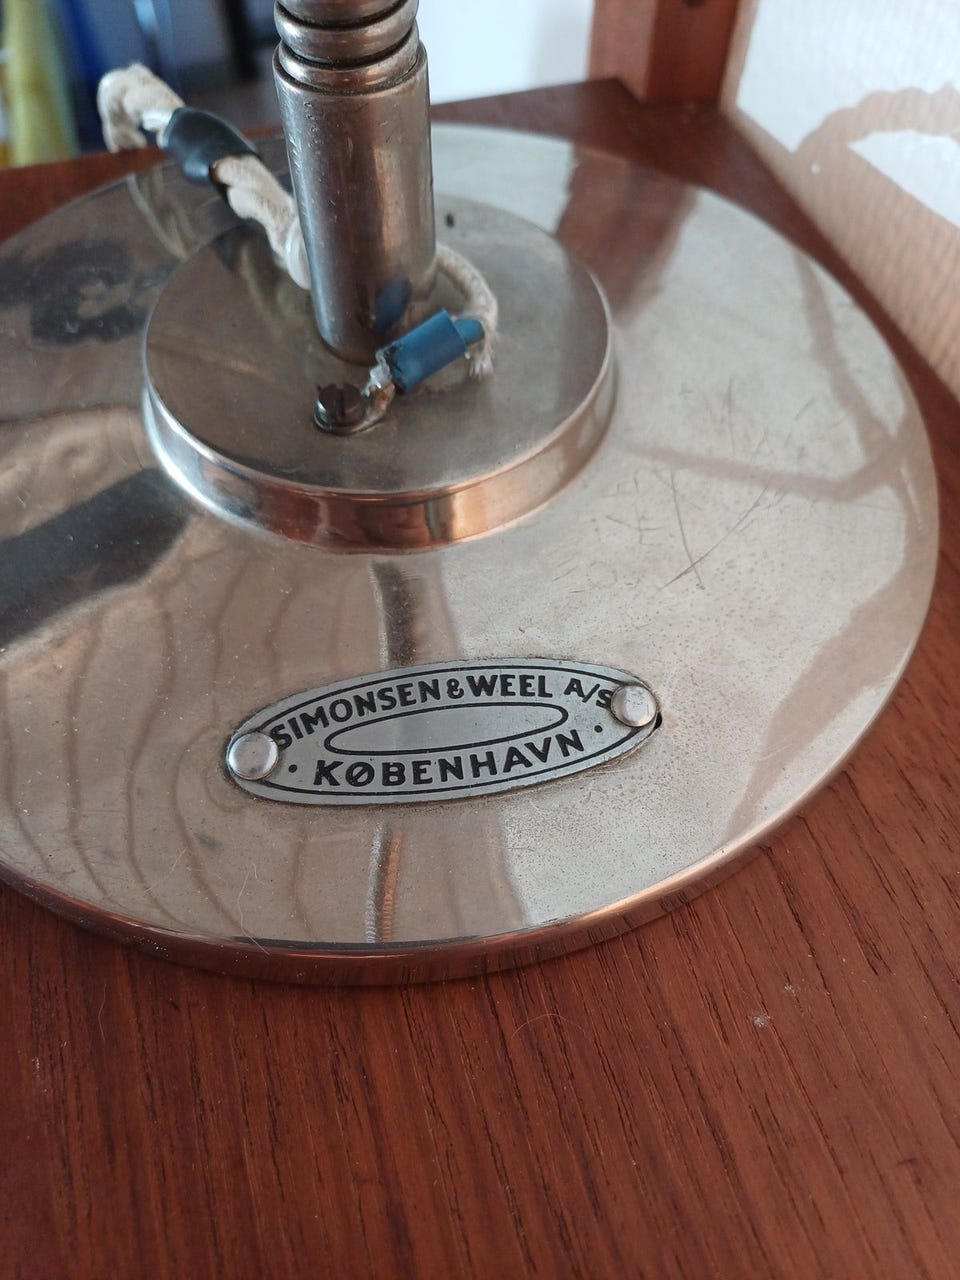 SIMONSEN & WEEL A/S
• KØBENHAVN •